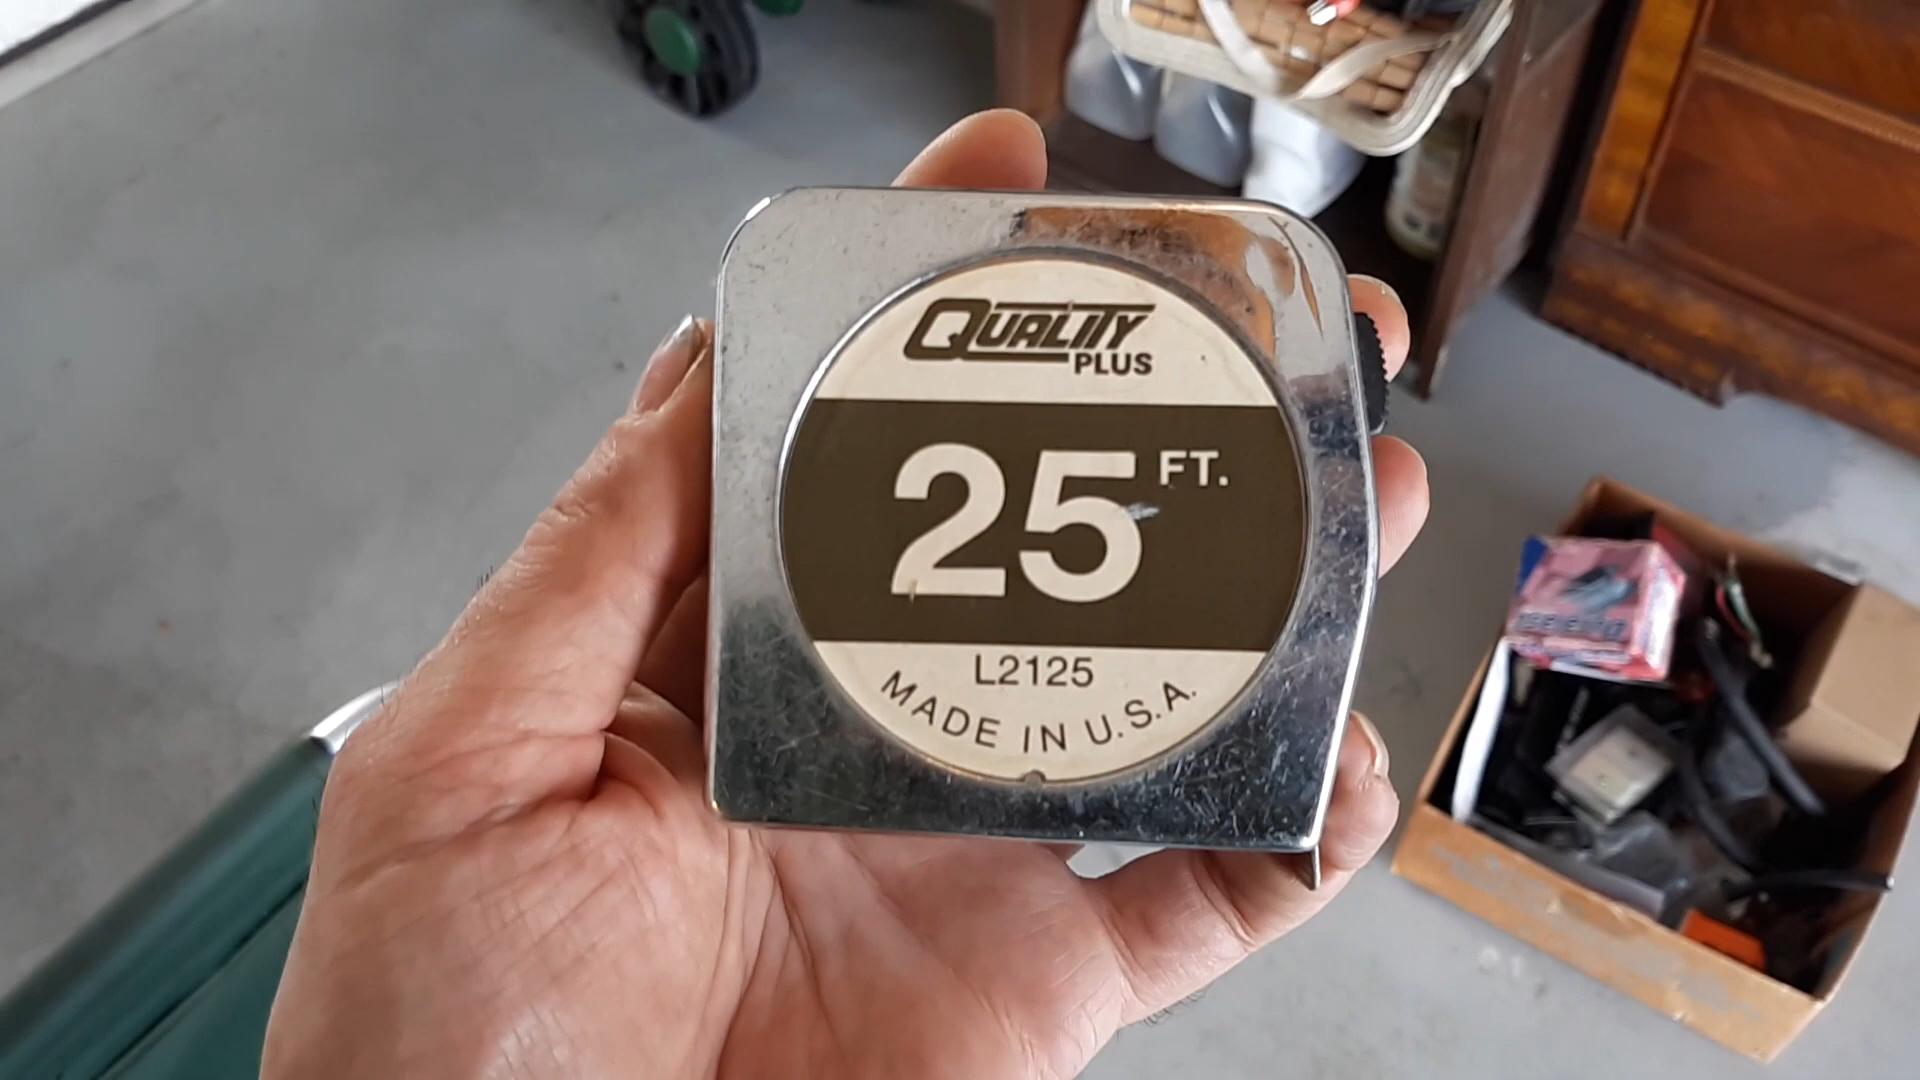 QUALITY
PLUS
25 FT.
L2125
MADE IN U.S.A.